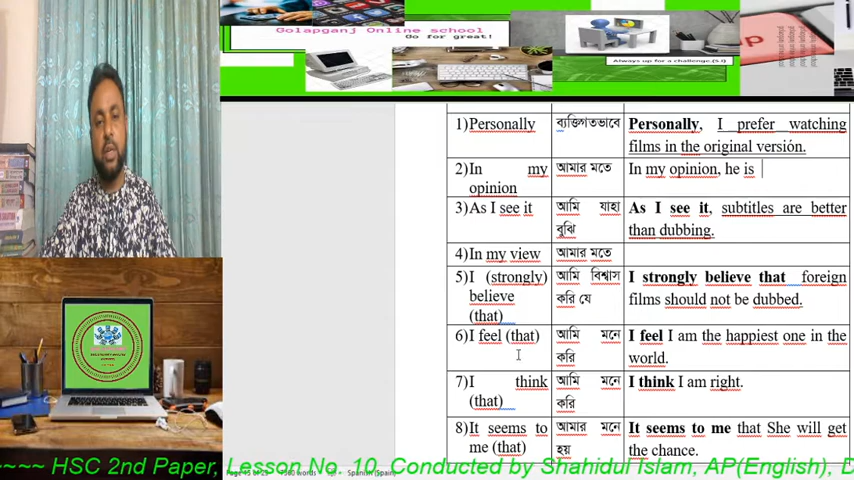 Golapganj Online school
Go for great!
Always up for a challenge.(S I)
1)Personally ব্যক্তিগতভাবে Personally, I prefer watching
films in the original versión.
2)In my আমার মতে In my opinion, he is
opinion
3)As I see it আমি যাহা As I see it, subtitles are better
বুঝি than dubbing.
4)In my view আমার মতে
5)I (strongly) আমি বিশ্বাস I strongly believe that foreign
believe করি যে films should not be dubbed.
(that)
6)I feel (that) আমি মনে I feel I am the happiest one in the
করি world.
7)I think আমি মনে I think I am right.
(that) করি
8)It seems to আমার মনে It seems to me that She will get
me (that) হয় the chance.
~~~~ HSC 2nd Paper, Lesson No. 10, Conducted by Shahidul Islam, AP(English), D
words Spanish (Spain)